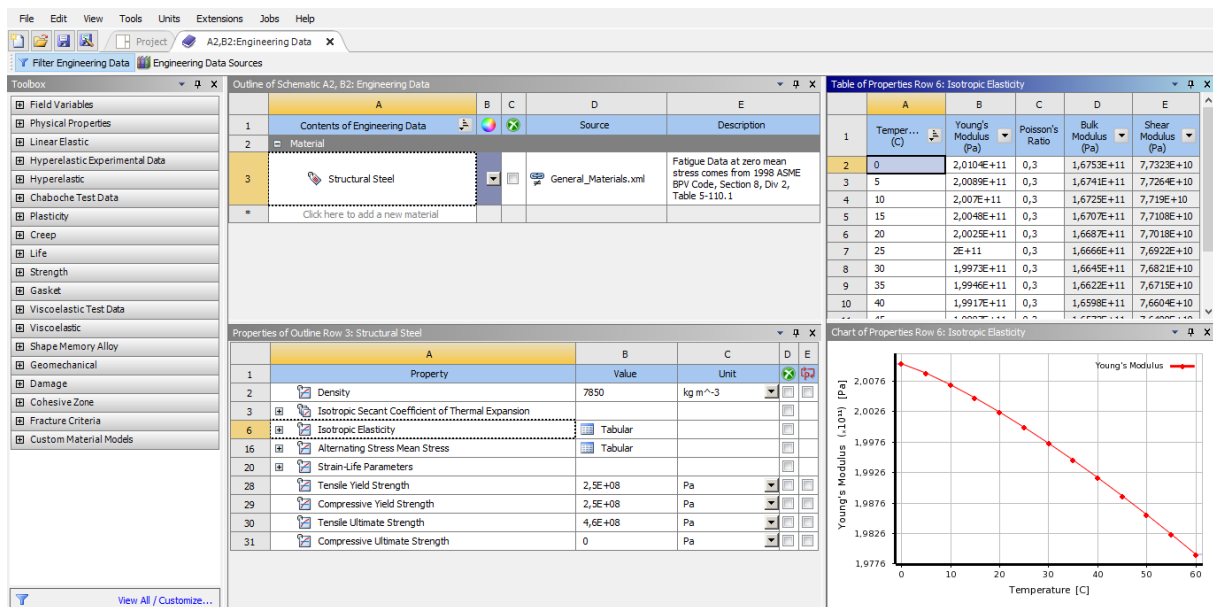 File Edit View Tools Units Extensions Jobs Help
Project A2,B2:Engineering Data X
Filter Engineering Data Engineering Data Sources
Toolbox
Field Variables
Physical Properties
Linear Elastic
Hyperelastic Experimental Data
Hyperelastic
Chaboche Test Data
Plasticity
Creep
Life
Strength
Gasket
Viscoelastic Test Data
Viscoelastic
Shape Memory Alloy
Geomechanical
Damage
Cohesive Zone
Fracture Criteria
Custom Material Models
View All / Customize...
Outline of Schematic A2, B2: Engineering Data
A B C D E
1 Contents of Engineering Data Source Description
2 Material
3 Structural Steel General_Materials.xml Fatigue Data at zero mean
stress comes from 1998 ASME
BPV Code, Section 8, Div 2,
Table 5-110.1
* Click here to add a new material
Properties of Outline Row 3: Structural Steel
A B C D E
1 Property Value Unit
2 Density 7850 kg m^-3
3 Isotropic Secant Coefficient of Thermal Expansion
6 Isotropic Elasticity Tabular
16 Alternating Stress Mean Stress Tabular
20 Strain-Life Parameters
28 Tensile Yield Strength 2,5E+08 Pa
29 Compressive Yield Strength 2,5E+08 Pa
30 Tensile Ultimate Strength 4,6E+08 Pa
31 Compressive Ultimate Strength 0 Pa
Table of Properties Row 6: Isotropic Elasticity
A B C D E
1 Temper... (C) Young's Modulus (Pa) Poisson's Ratio Bulk Modulus (Pa) Shear Modulus (Pa)
2 0 2,0104E+11 0,3 1,6753E+11 7,7323E+10
3 5 2,0089E+11 0,3 1,6741E+11 7,7264E+10
4 10 2,007E+11 0,3 1,6725E+11 7,719E+10
5 15 2,0048E+11 0,3 1,6707E+11 7,7108E+10
6 20 2,0025E+11 0,3 1,6687E+11 7,7018E+10
7 25 2E+11 0,3 1,6666E+11 7,6922E+10
8 30 1,9973E+11 0,3 1,6645E+11 7,6821E+10
9 35 1,9946E+11 0,3 1,6622E+11 7,6715E+10
10 40 1,9917E+11 0,3 1,6598E+11 7,6604E+10
Chart of Properties Row 6: Isotropic Elasticity
Young's Modulus
Young's Modulus (.10¹¹) [Pa]
2,0076
2,0026
1,9976
1,9926
1,9876
1,9826
1,9776
0 10 20 30 40 50 60
Temperature [C]